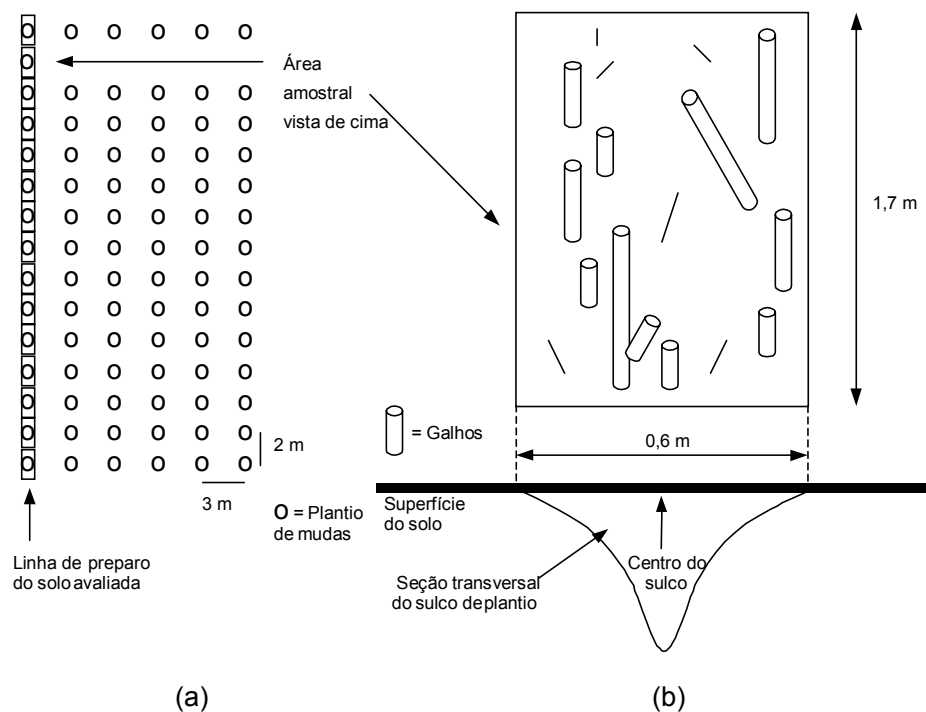 Área
amostral
vista de cima
2 m
3 m
O = Plantio
de mudas
Linha de preparo
do solo avaliada
(a)
1,7 m
= Galhos
0,6 m
Superfície
do solo
Seção transversal
do sulco de plantio
Centro do
sulco
(b)